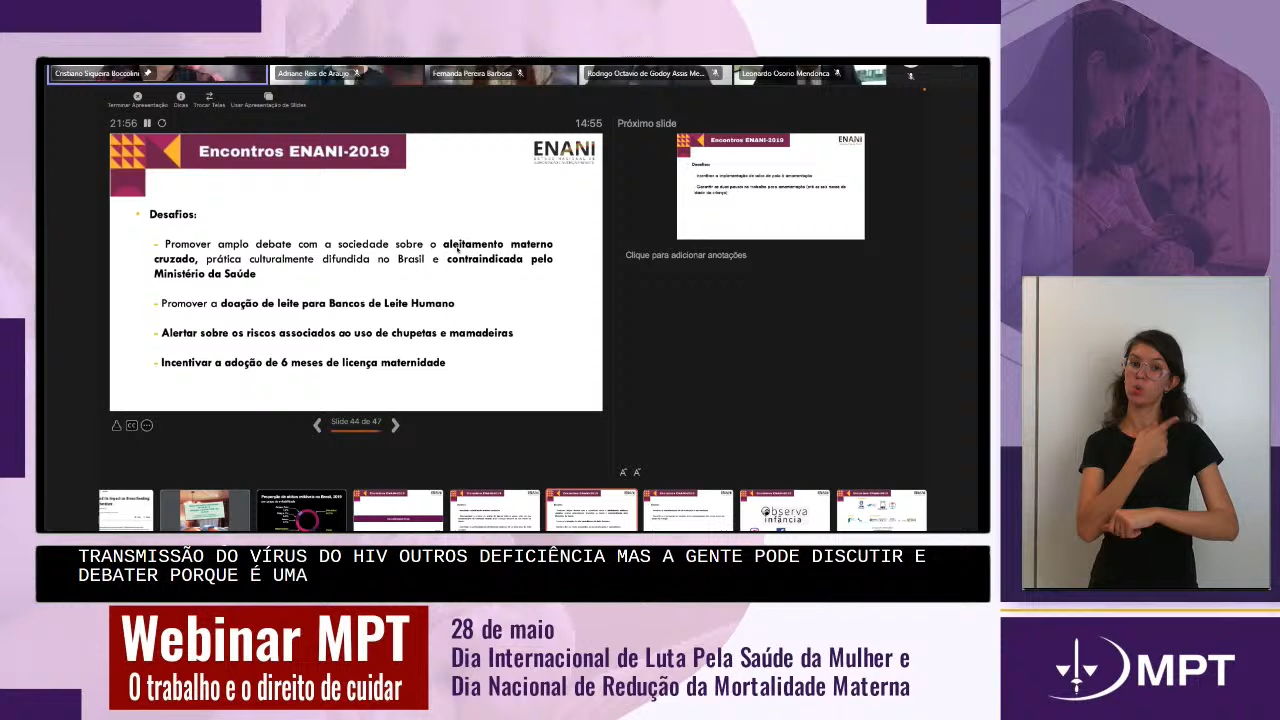 Cristiano Siqueira Boccolini
Adriane Reis de Araujo
Fernanda Pereira Barbosa
Rodrigo Octavio de Godoy Assis Me...
Leonardo Osorio Mendonca
Terminar Apresentação
Dicas
Trocar Telas
Usar Apresentação de Slides
21:56
14:55
Próximo slide
Encontros ENANI-2019
ENANI
Desafios:
- Promover amplo debate com a sociedade sobre o aleitamento materno
cruzado, prática culturalmente difundida no Brasil e contraindicada pelo
Ministério da Saúde
- Promover a doação de leite para Bancos de Leite Humano
- Alertar sobre os riscos associados ao uso de chupetas e mamadeiras
- Incentivar a adoção de 6 meses de licença maternidade
Encontros ENANI-2019
ENANI
Desafios:
Clique para adicionar anotações
Slide 44 de 47
Observa
infância
TRANSMISSÃO DO VÍRUS DO HIV OUTROS DEFICIÊNCIA MAS A GENTE PODE DISCUTIR E
DEBATER PORQUE É UMA
Webinar MPT
O trabalho e o direito de cuidar
28 de maio
Dia Internacional de Luta Pela Saúde da Mulher e
Dia Nacional de Redução da Mortalidade Materna
MPT